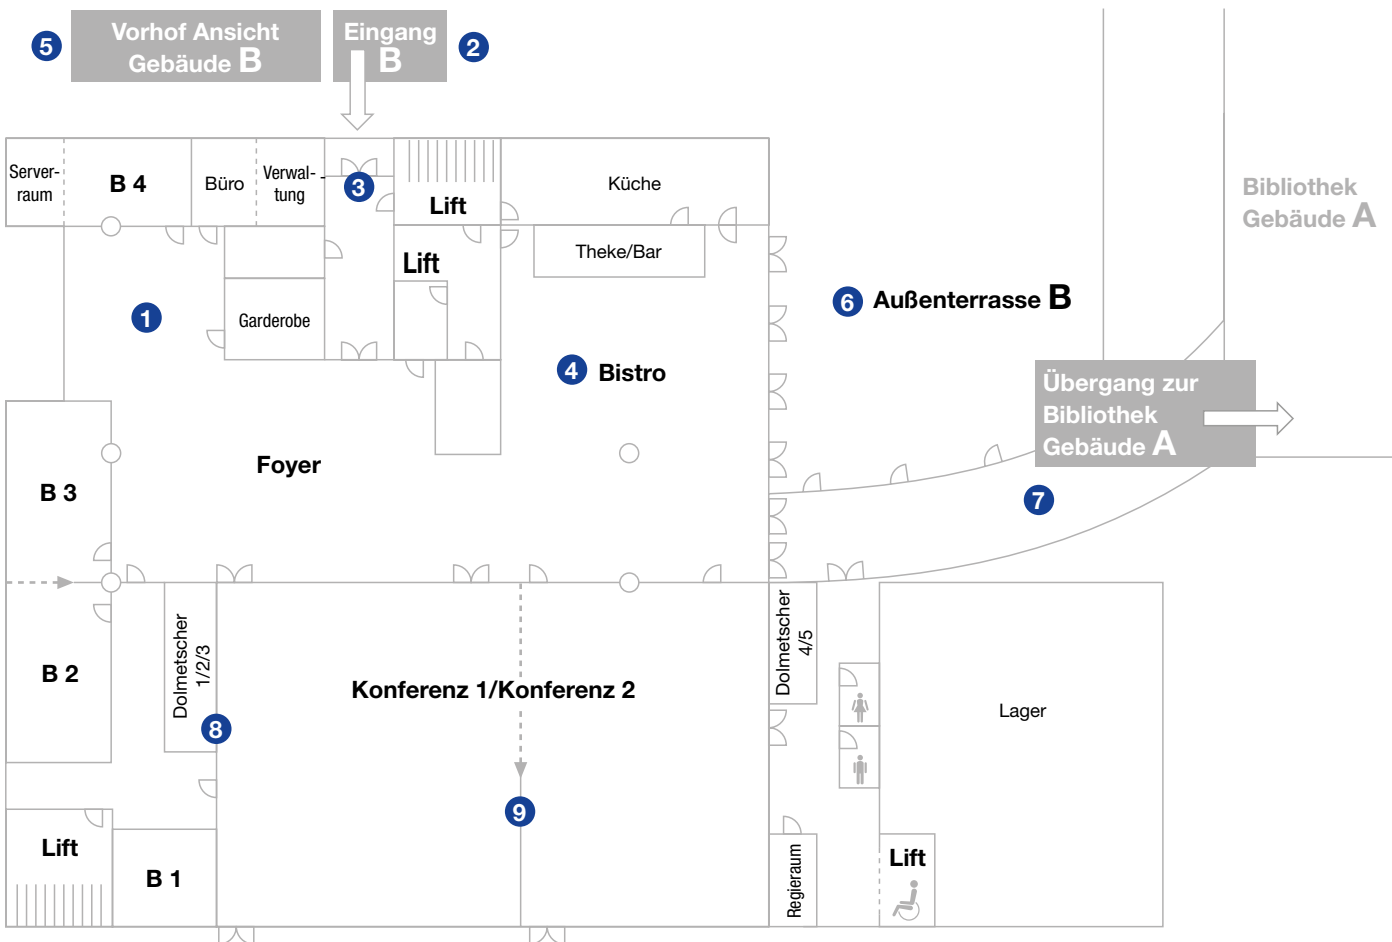 5
Vorhof Ansicht
Gebäude B
Eingang
B
2
Server-
raum
B 4
Büro
Verwal-
tung
3
Lift
Küche
Bibliothek
Gebäude A
Lift
Theke/Bar
1
Garderobe
6 Außenterrasse B
4 Bistro
Übergang zur
Bibliothek
Gebäude A
Foyer
B 3
7
B 2
Dolmetscher
1/2/3
8
Konferenz 1/Konferenz 2
Dolmetscher
4/5
Lager
9
Lift
B 1
Regieraum
Lift